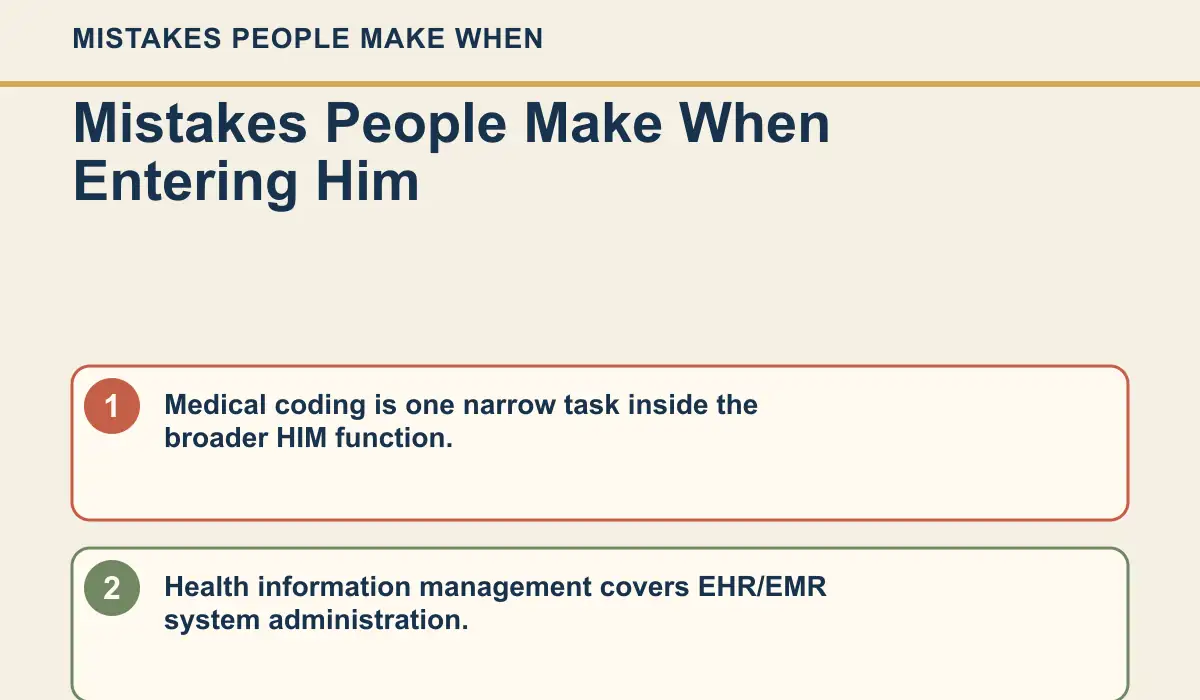 MISTAKES PEOPLE MAKE WHEN
Mistakes People Make When
Entering Him
1
Medical coding is one narrow task inside the
broader HIM function.
2
Health information management covers EHR/EMR
system administration.